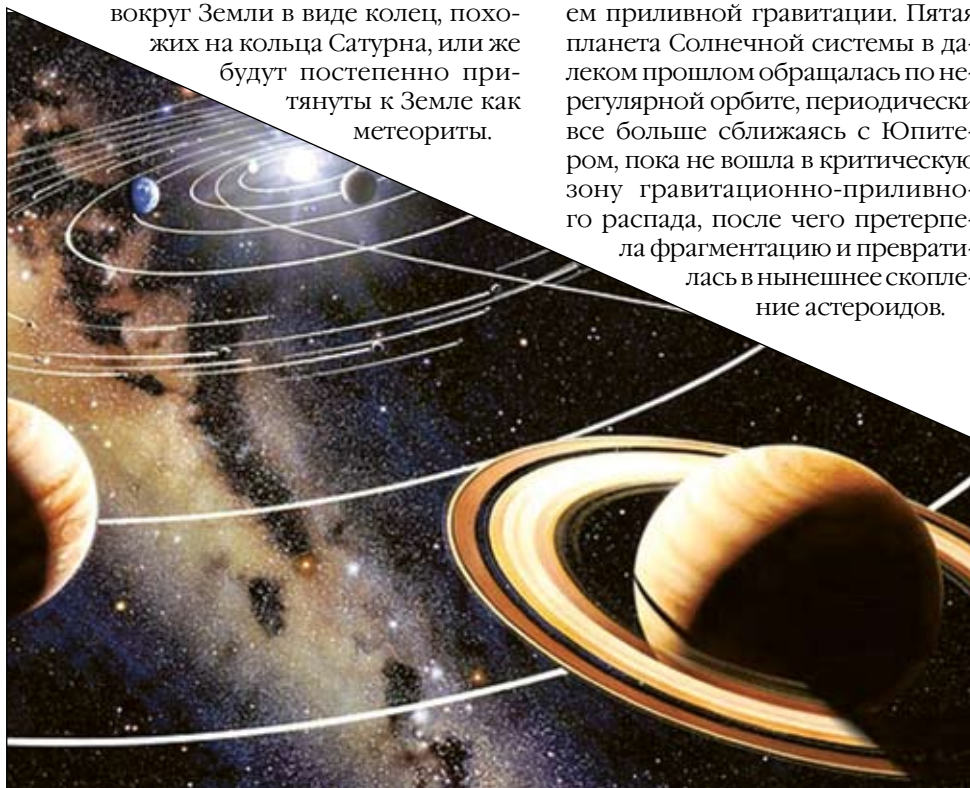 вокруг Земли в виде колец, похо-
жих на кольца Сатурна, или же
будут постепенно при-
тянуты к Земле как
метеориты.
ем приливной гравитации. Пятая
планета Солнечной системы в да-
леком прошлом обращалась по не-
регулярной орбите, периодически
все больше сближаясь с Юпите-
ром, пока не вошла в критическую
зону гравитационно-приливно-
го распада, после чего претерпе-
ла фрагментацию и преврати-
лась в нынешнее скопле-
ние астероидов.